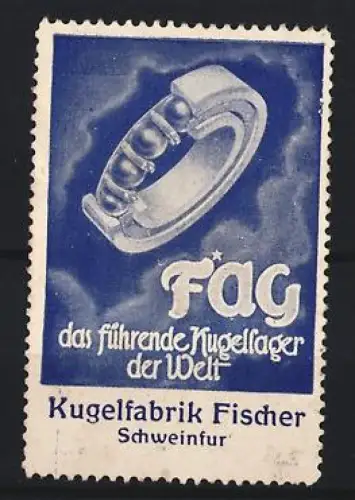 FAG
das führende Kugellager
der Welt
Kugelfabrik Fischer
Schweinfur